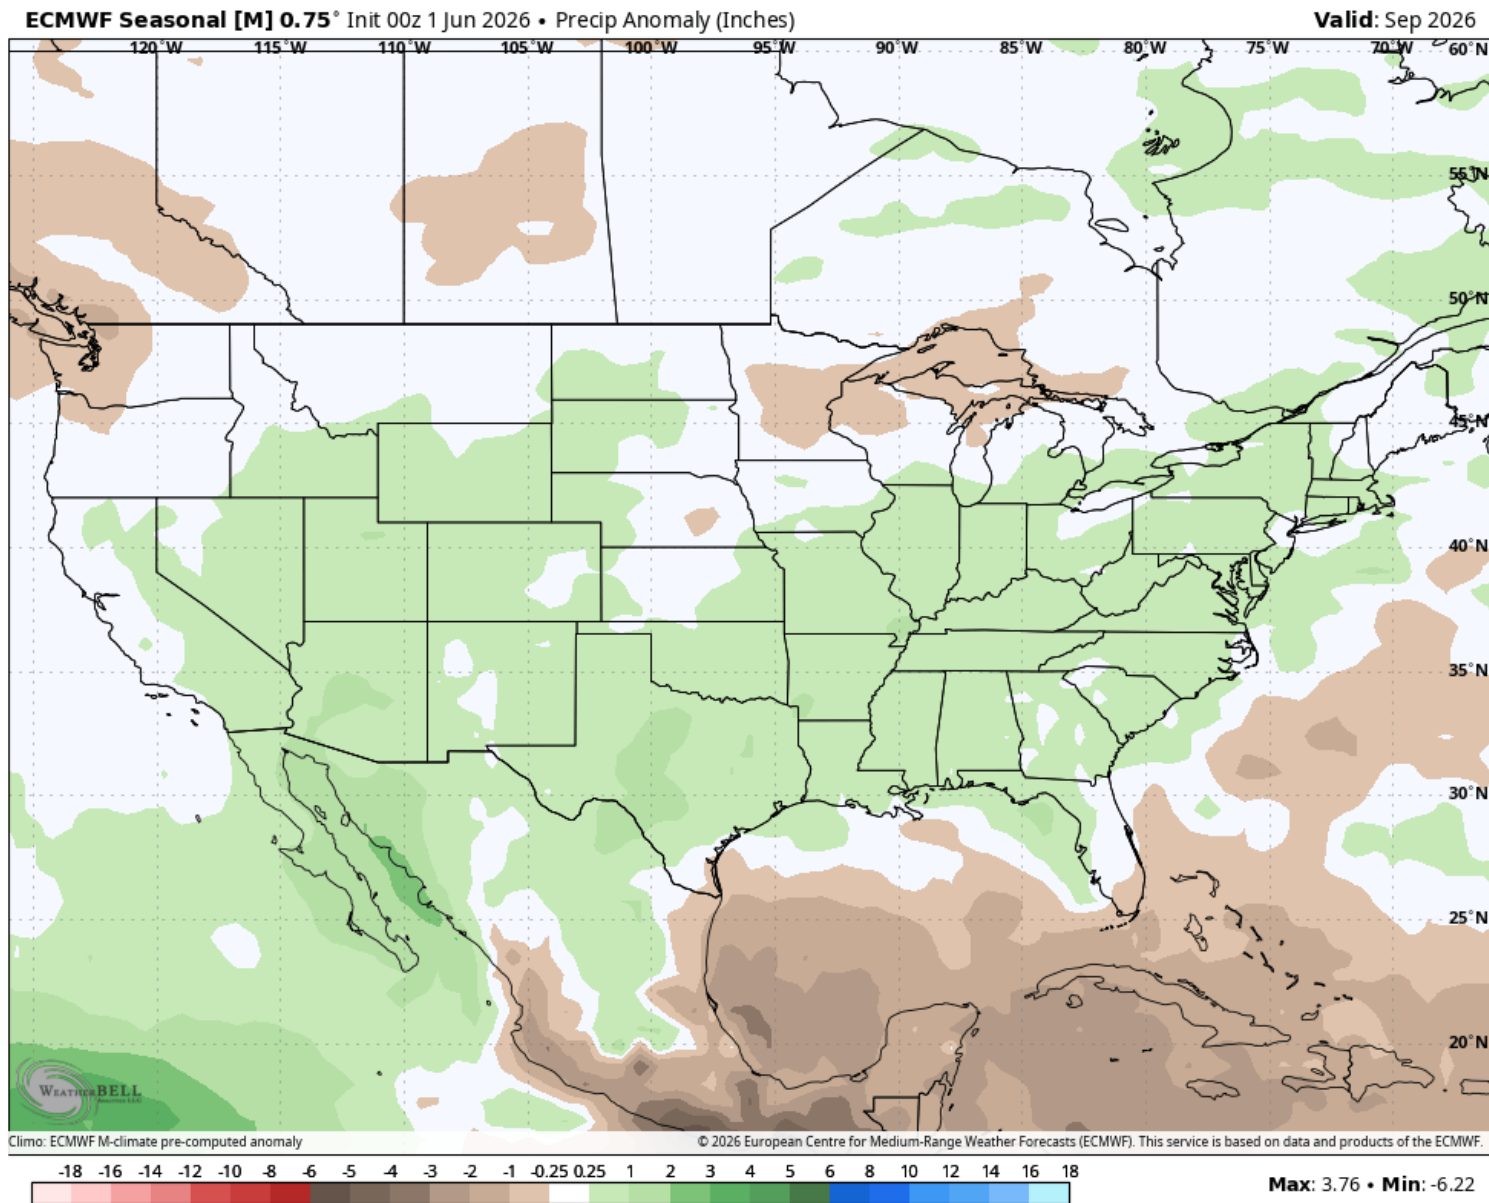 ECMWF Seasonal [M] 0.75° Init 00z 1 Jun 2026 • Precip Anomaly (Inches) Valid: Sep 2026
120°W 115°W 110°W 105°W 100°W 95°W 90°W 85°W 80°W 75°W 70°W 60°N
55°N
50°N
45°N
40°N
35°N
30°N
25°N
20°N
WEATHERBELL
Climo: ECMWF M-climate pre-computed anomaly © 2026 European Centre for Medium-Range Weather Forecasts (ECMWF). This service is based on data and products of the ECMWF.
-18 -16 -14 -12 -10 -8 -6 -5 -4 -3 -2 -1 -0.25 0.25 1 2 3 4 5 6 8 10 12 14 16 18
Max: 3.76 • Min: -6.22